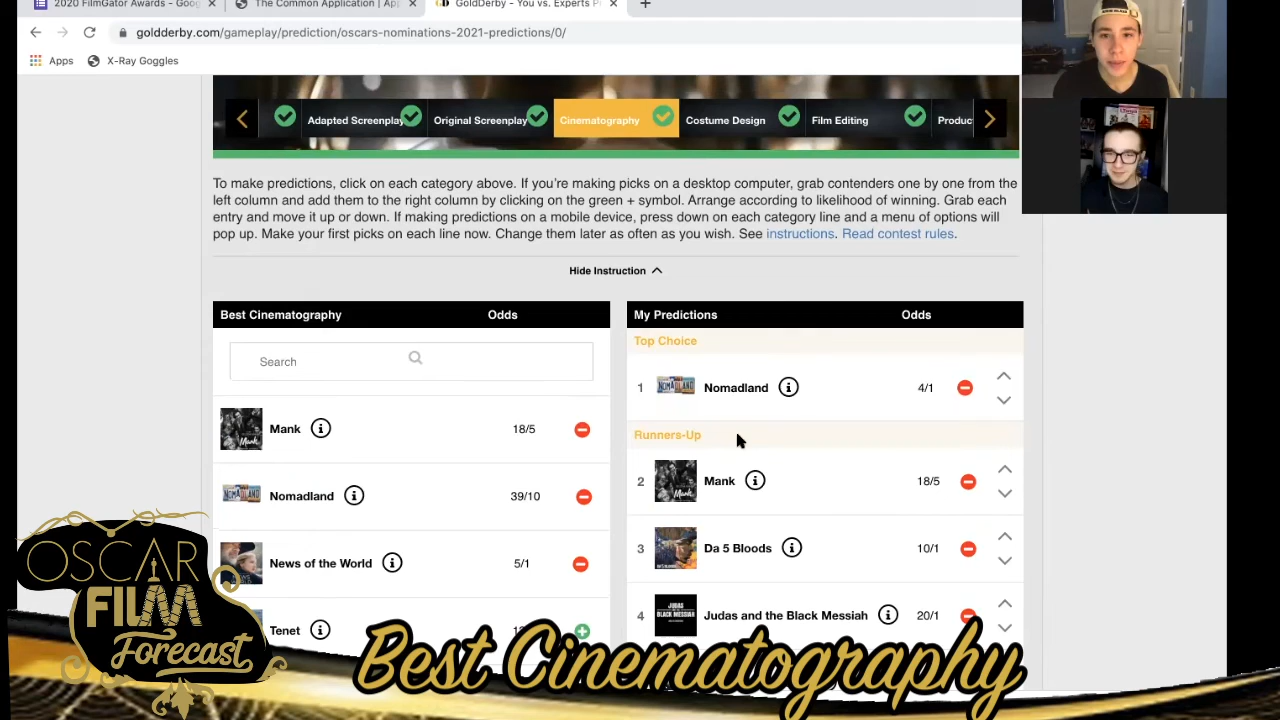 2020 FilmGator Awards - Goog
The Common Application | Ap
GoldDerby - You vs. Experts P
goldderby.com/gameplay/prediction/oscars-nominations-2021-predictions/0/
Apps X-Ray Goggles
Adapted Screenplay Original Screenplay Cinematography Costume Design Film Editing Produc
To make predictions, click on each category above. If you're making picks on a desktop computer, grab contenders one by one from the
left column and add them to the right column by clicking on the green + symbol. Arrange according to likelihood of winning. Grab each
entry and move it up or down. If making predictions on a mobile device, press down on each category line and a menu of options will
pop up. Make your first picks on each line now. Change them later as often as you wish. See instructions. Read contest rules.
Hide Instruction
Best Cinematography Odds
Search
Mank 18/5
Nomadland 39/10
News of the World 5/1
Tenet
My Predictions Odds
Top Choice
1 Nomadland 4/1
Runners-Up
2 Mank 18/5
3 Da 5 Bloods 10/1
4 Judas and the Black Messiah 20/1
OSCAR
FILM
Forecast
Best Cinematography